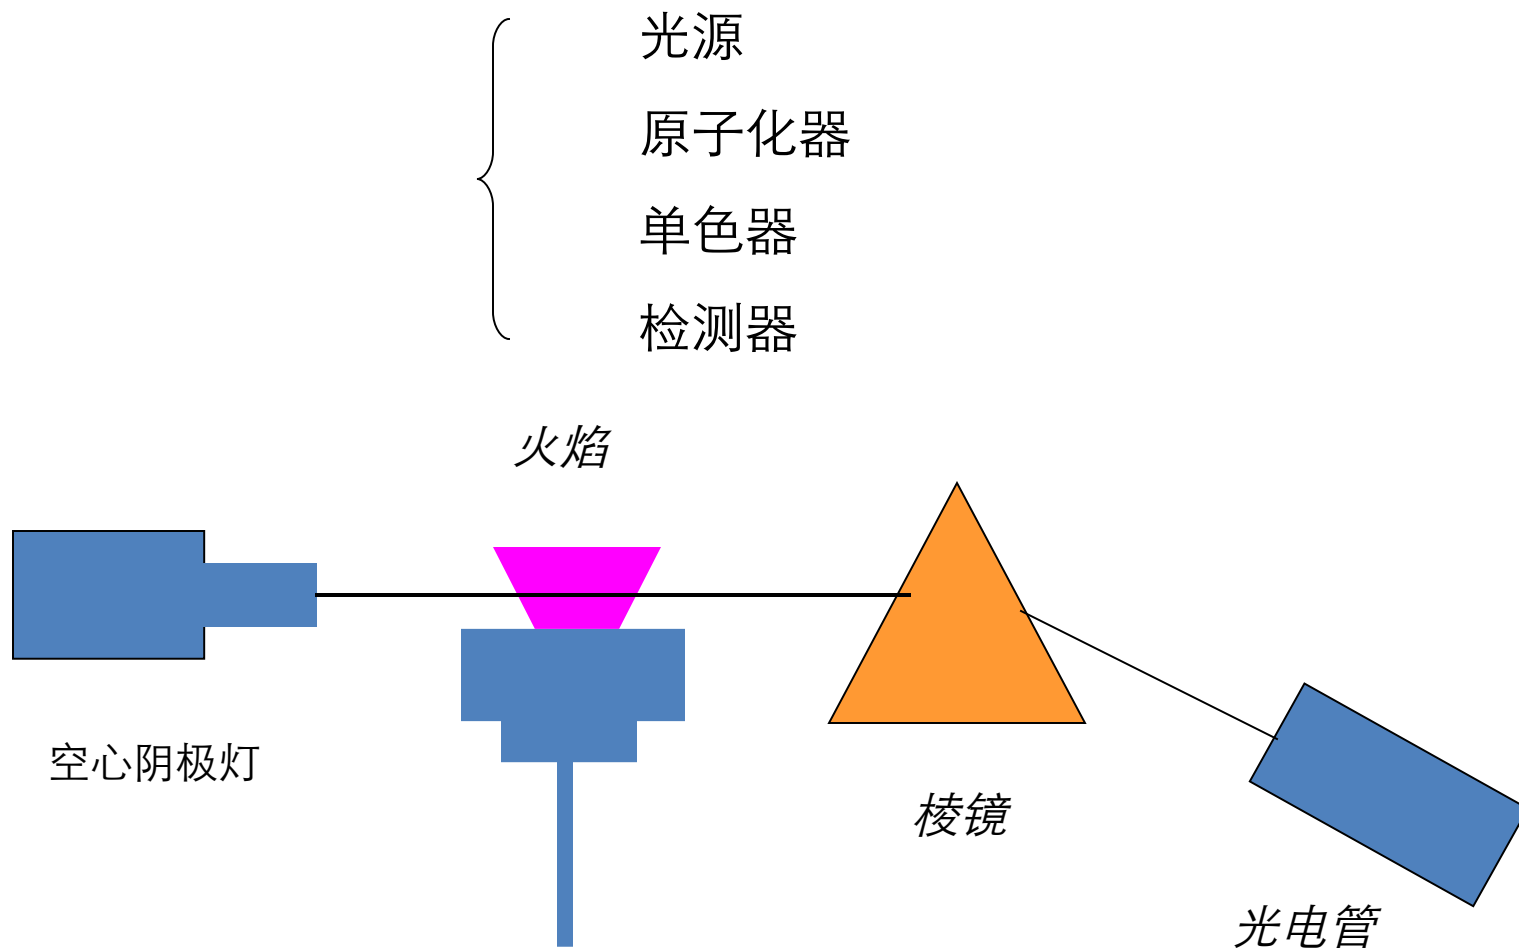 光源
原子化器
单色器
检测器
火焰
空心阴极灯
棱镜
光电管